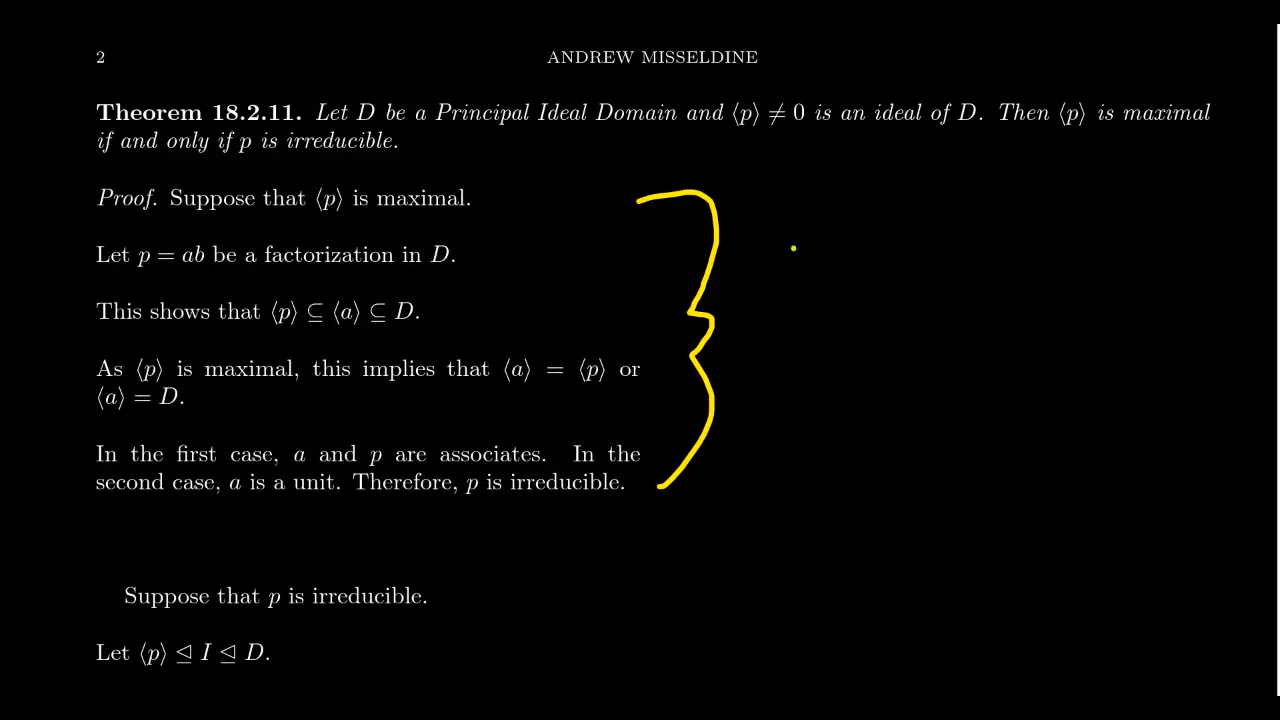 2
ANDREW MISSELDINE
Theorem 18.2.11. Let D be a Principal Ideal Domain and ⟨p⟩ ≠ 0 is an ideal of D. Then ⟨p⟩ is maximal
if and only if p is irreducible.
Proof. Suppose that ⟨p⟩ is maximal.
Let p = ab be a factorization in D.
This shows that ⟨p⟩ ⊆ ⟨a⟩ ⊆ D.
As ⟨p⟩ is maximal, this implies that ⟨a⟩ = ⟨p⟩ or
⟨a⟩ = D.
In the first case, a and p are associates. In the
second case, a is a unit. Therefore, p is irreducible.
Suppose that p is irreducible.
Let ⟨p⟩ ⊴ I ⊴ D.